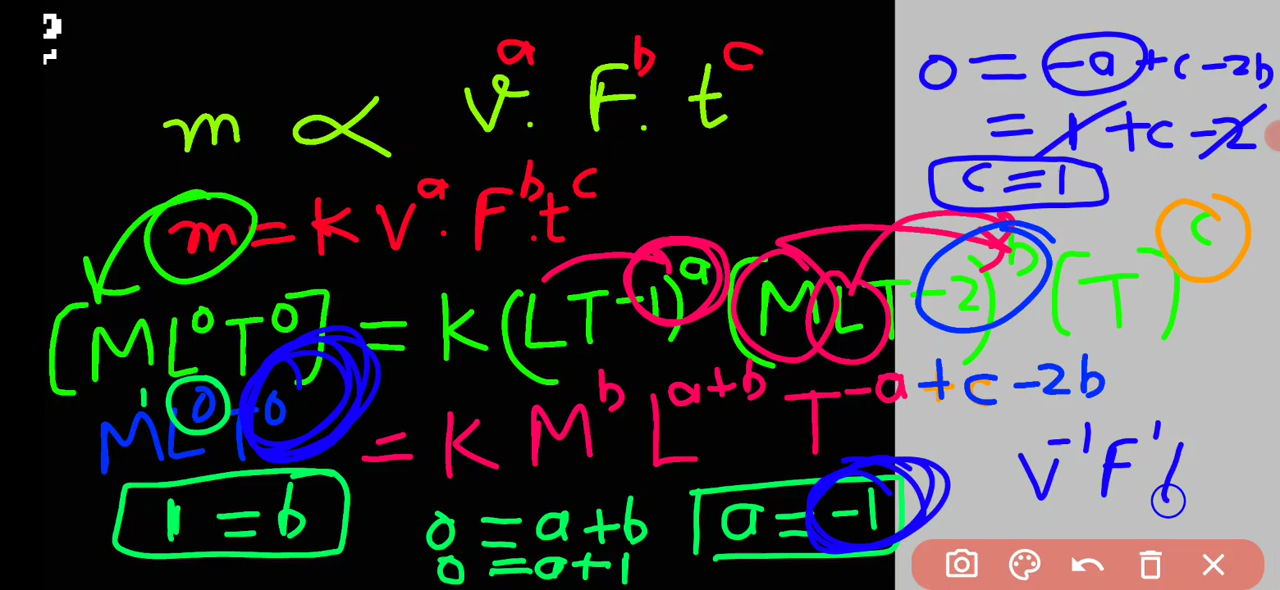 m ∝ v^a . F^b . t^c
m = K V^a . F^b . t^c
[M L^0 T^0] = K (L T^-1)^a (M L T^-2)^b (T)^c
M^1 L^0 T^0 = K M^b L^a+b T^-a+c-2b
1 = b
0 = a+b
0 = a+1
a = -1
0 = -a+c-2b
= 1+c-2
c = 1
V^-1 F^1